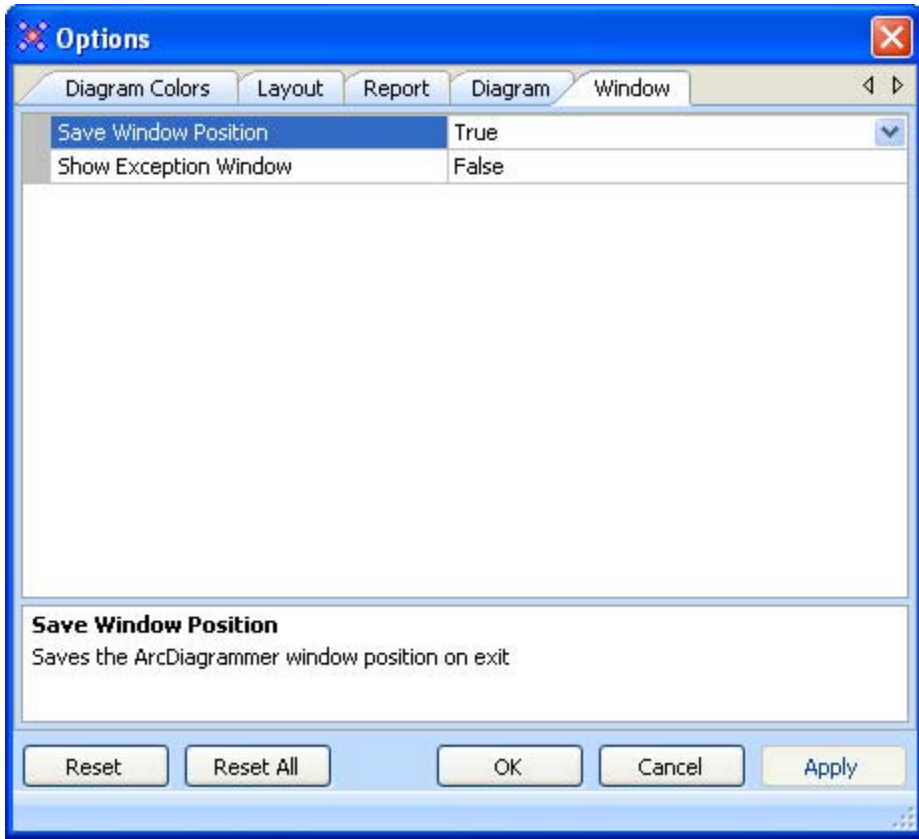 Options
Diagram Colors Layout Report Diagram Window
Save Window Position True
Show Exception Window False
Save Window Position
Saves the ArcDiagrammer window position on exit
Reset Reset All OK Cancel Apply